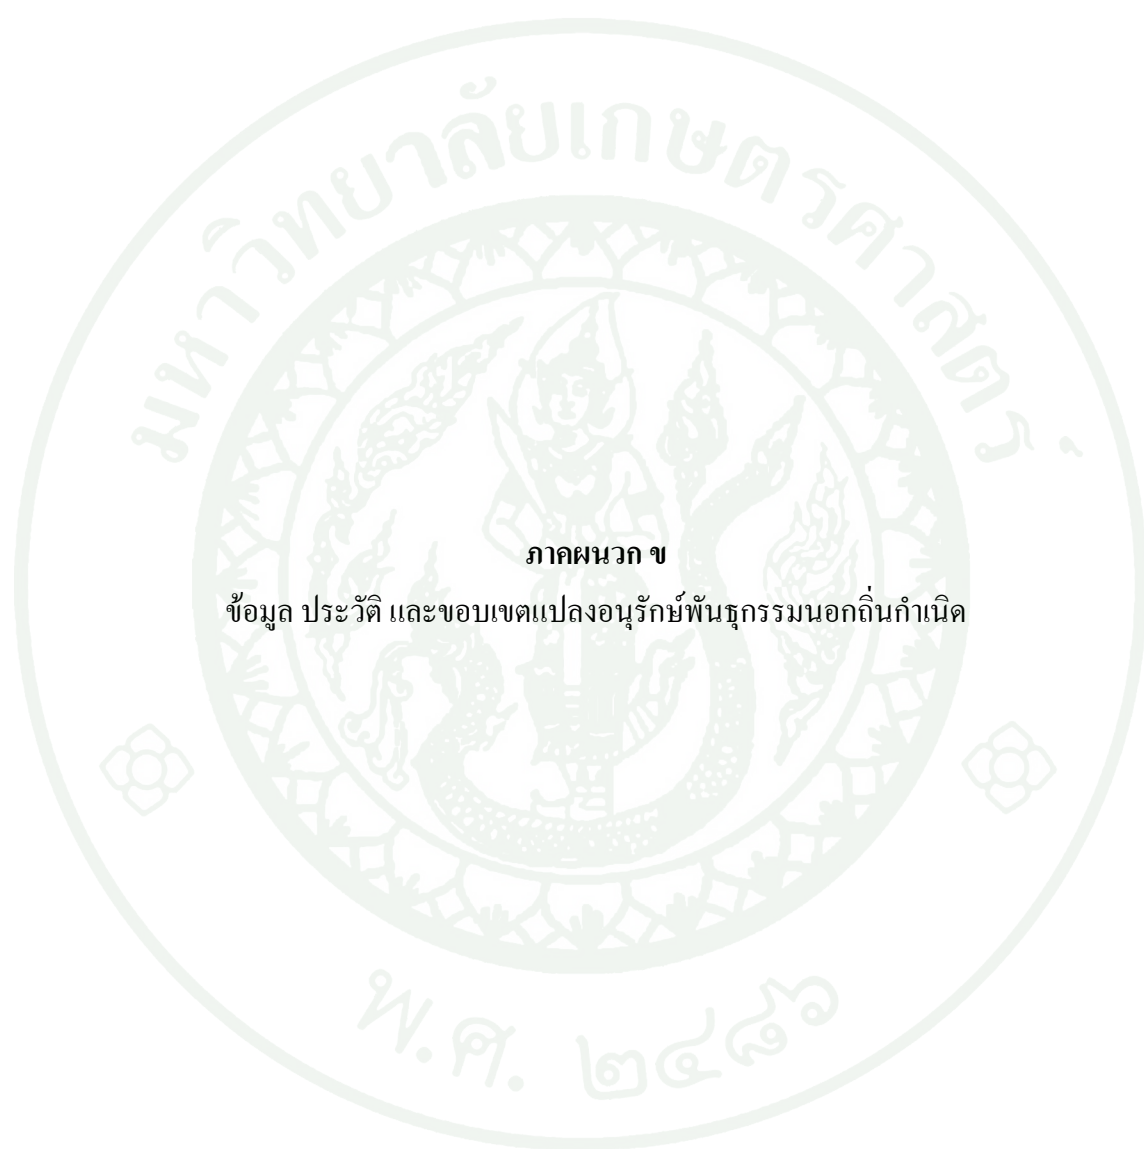 มหาวิทยาลัยเกษตรศาสตร์
ภาคผนวก ข
ข้อมูล ประวัติ และขอบเขตแปลงอนุรักษ์พันธุกรรมนอกถิ่นกำเนิด
พ.ศ. ๒๔๘๖